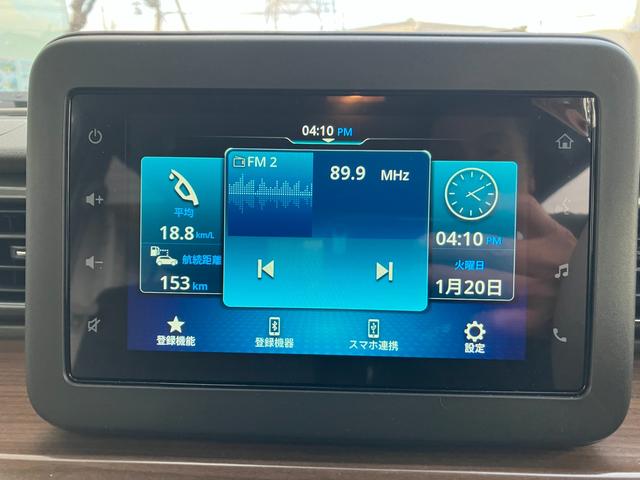 04:10 PM
FM 2
89.9 MHz
平均
18.8 km/L
航続距離
153 km
04:10 PM
火曜日
1月20日
登録機能
登録機器
スマホ連携
設定